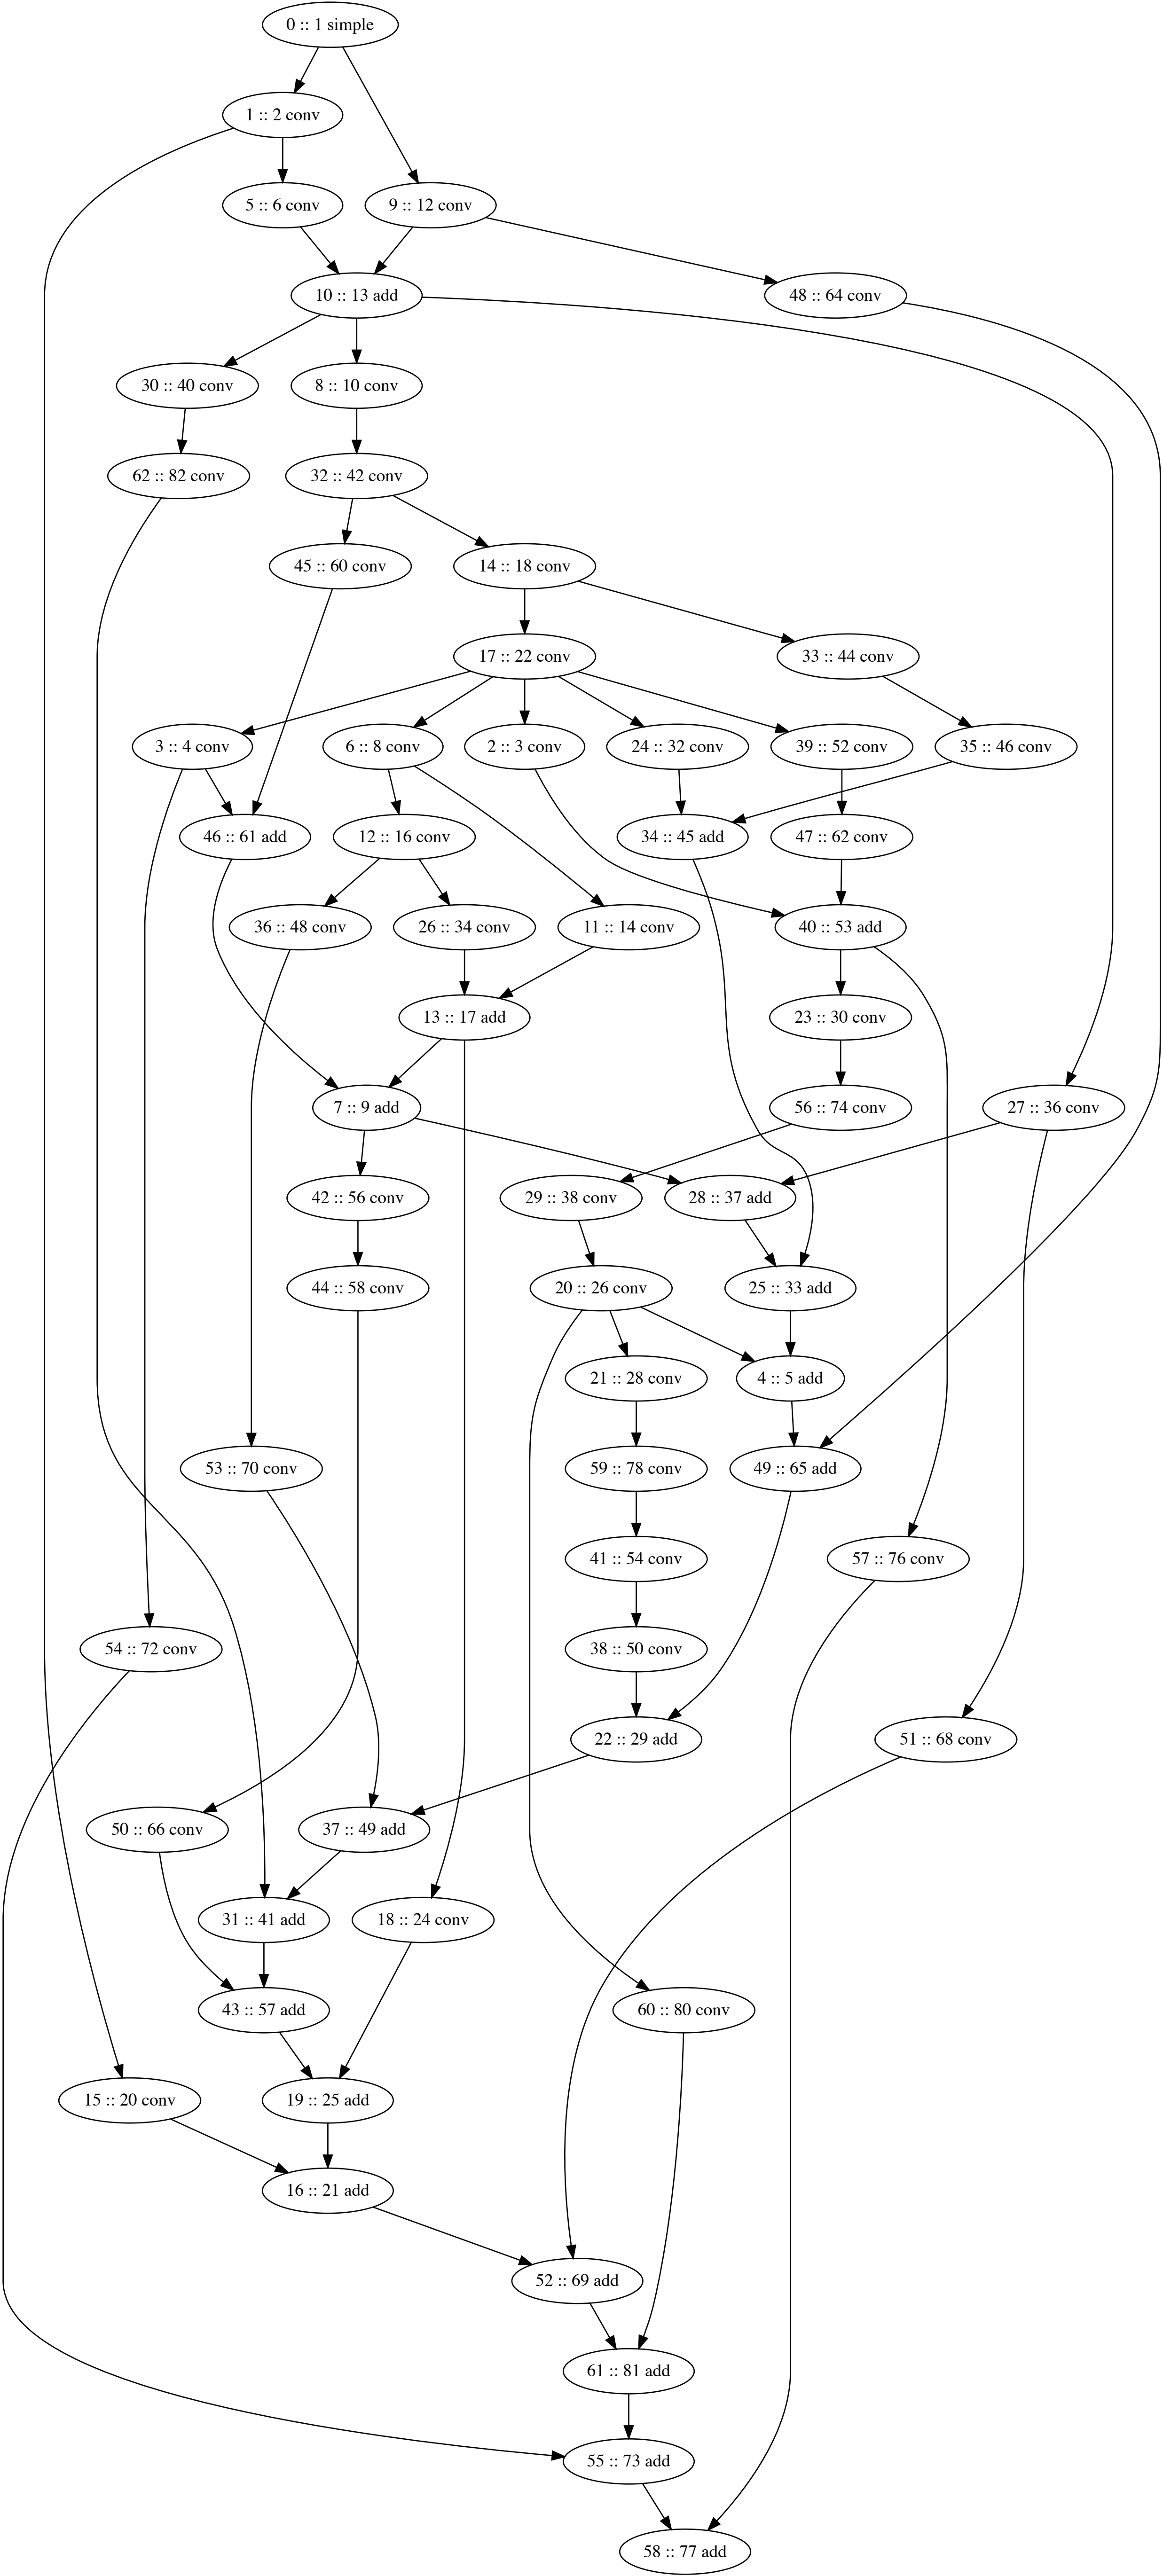 0 :: 1 simple
1 :: 2 conv
5 :: 6 conv
9 :: 12 conv
10 :: 13 add
48 :: 64 conv
30 :: 40 conv
8 :: 10 conv
62 :: 82 conv
32 :: 42 conv
45 :: 60 conv
14 :: 18 conv
17 :: 22 conv
33 :: 44 conv
3 :: 4 conv
6 :: 8 conv
2 :: 3 conv
24 :: 32 conv
39 :: 52 conv
35 :: 46 conv
46 :: 61 add
12 :: 16 conv
34 :: 45 add
47 :: 62 conv
36 :: 48 conv
26 :: 34 conv
11 :: 14 conv
40 :: 53 add
13 :: 17 add
23 :: 30 conv
7 :: 9 add
56 :: 74 conv
27 :: 36 conv
42 :: 56 conv
29 :: 38 conv
28 :: 37 add
44 :: 58 conv
20 :: 26 conv
25 :: 33 add
21 :: 28 conv
4 :: 5 add
53 :: 70 conv
59 :: 78 conv
49 :: 65 add
41 :: 54 conv
57 :: 76 conv
54 :: 72 conv
38 :: 50 conv
22 :: 29 add
51 :: 68 conv
50 :: 66 conv
37 :: 49 add
31 :: 41 add
18 :: 24 conv
43 :: 57 add
60 :: 80 conv
15 :: 20 conv
19 :: 25 add
16 :: 21 add
52 :: 69 add
61 :: 81 add
55 :: 73 add
58 :: 77 add